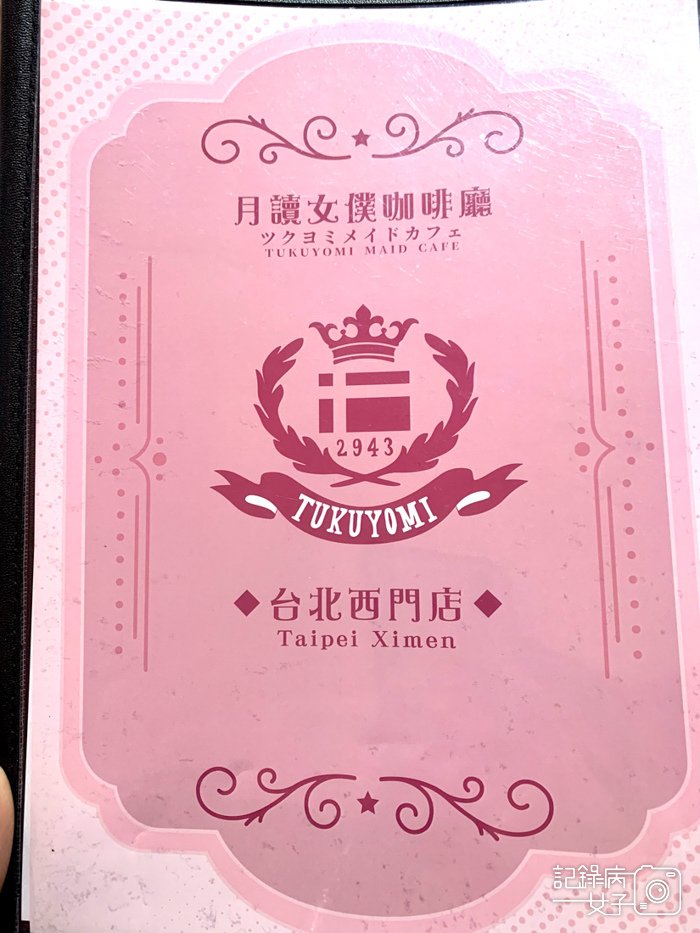 月讀女僕咖啡廳
ツクヨミメイドカフェ
TUKUYOMI MAID CAFE
2943
TUKUYOMI
台北西門店
Taipei Ximen
記錄病
女子